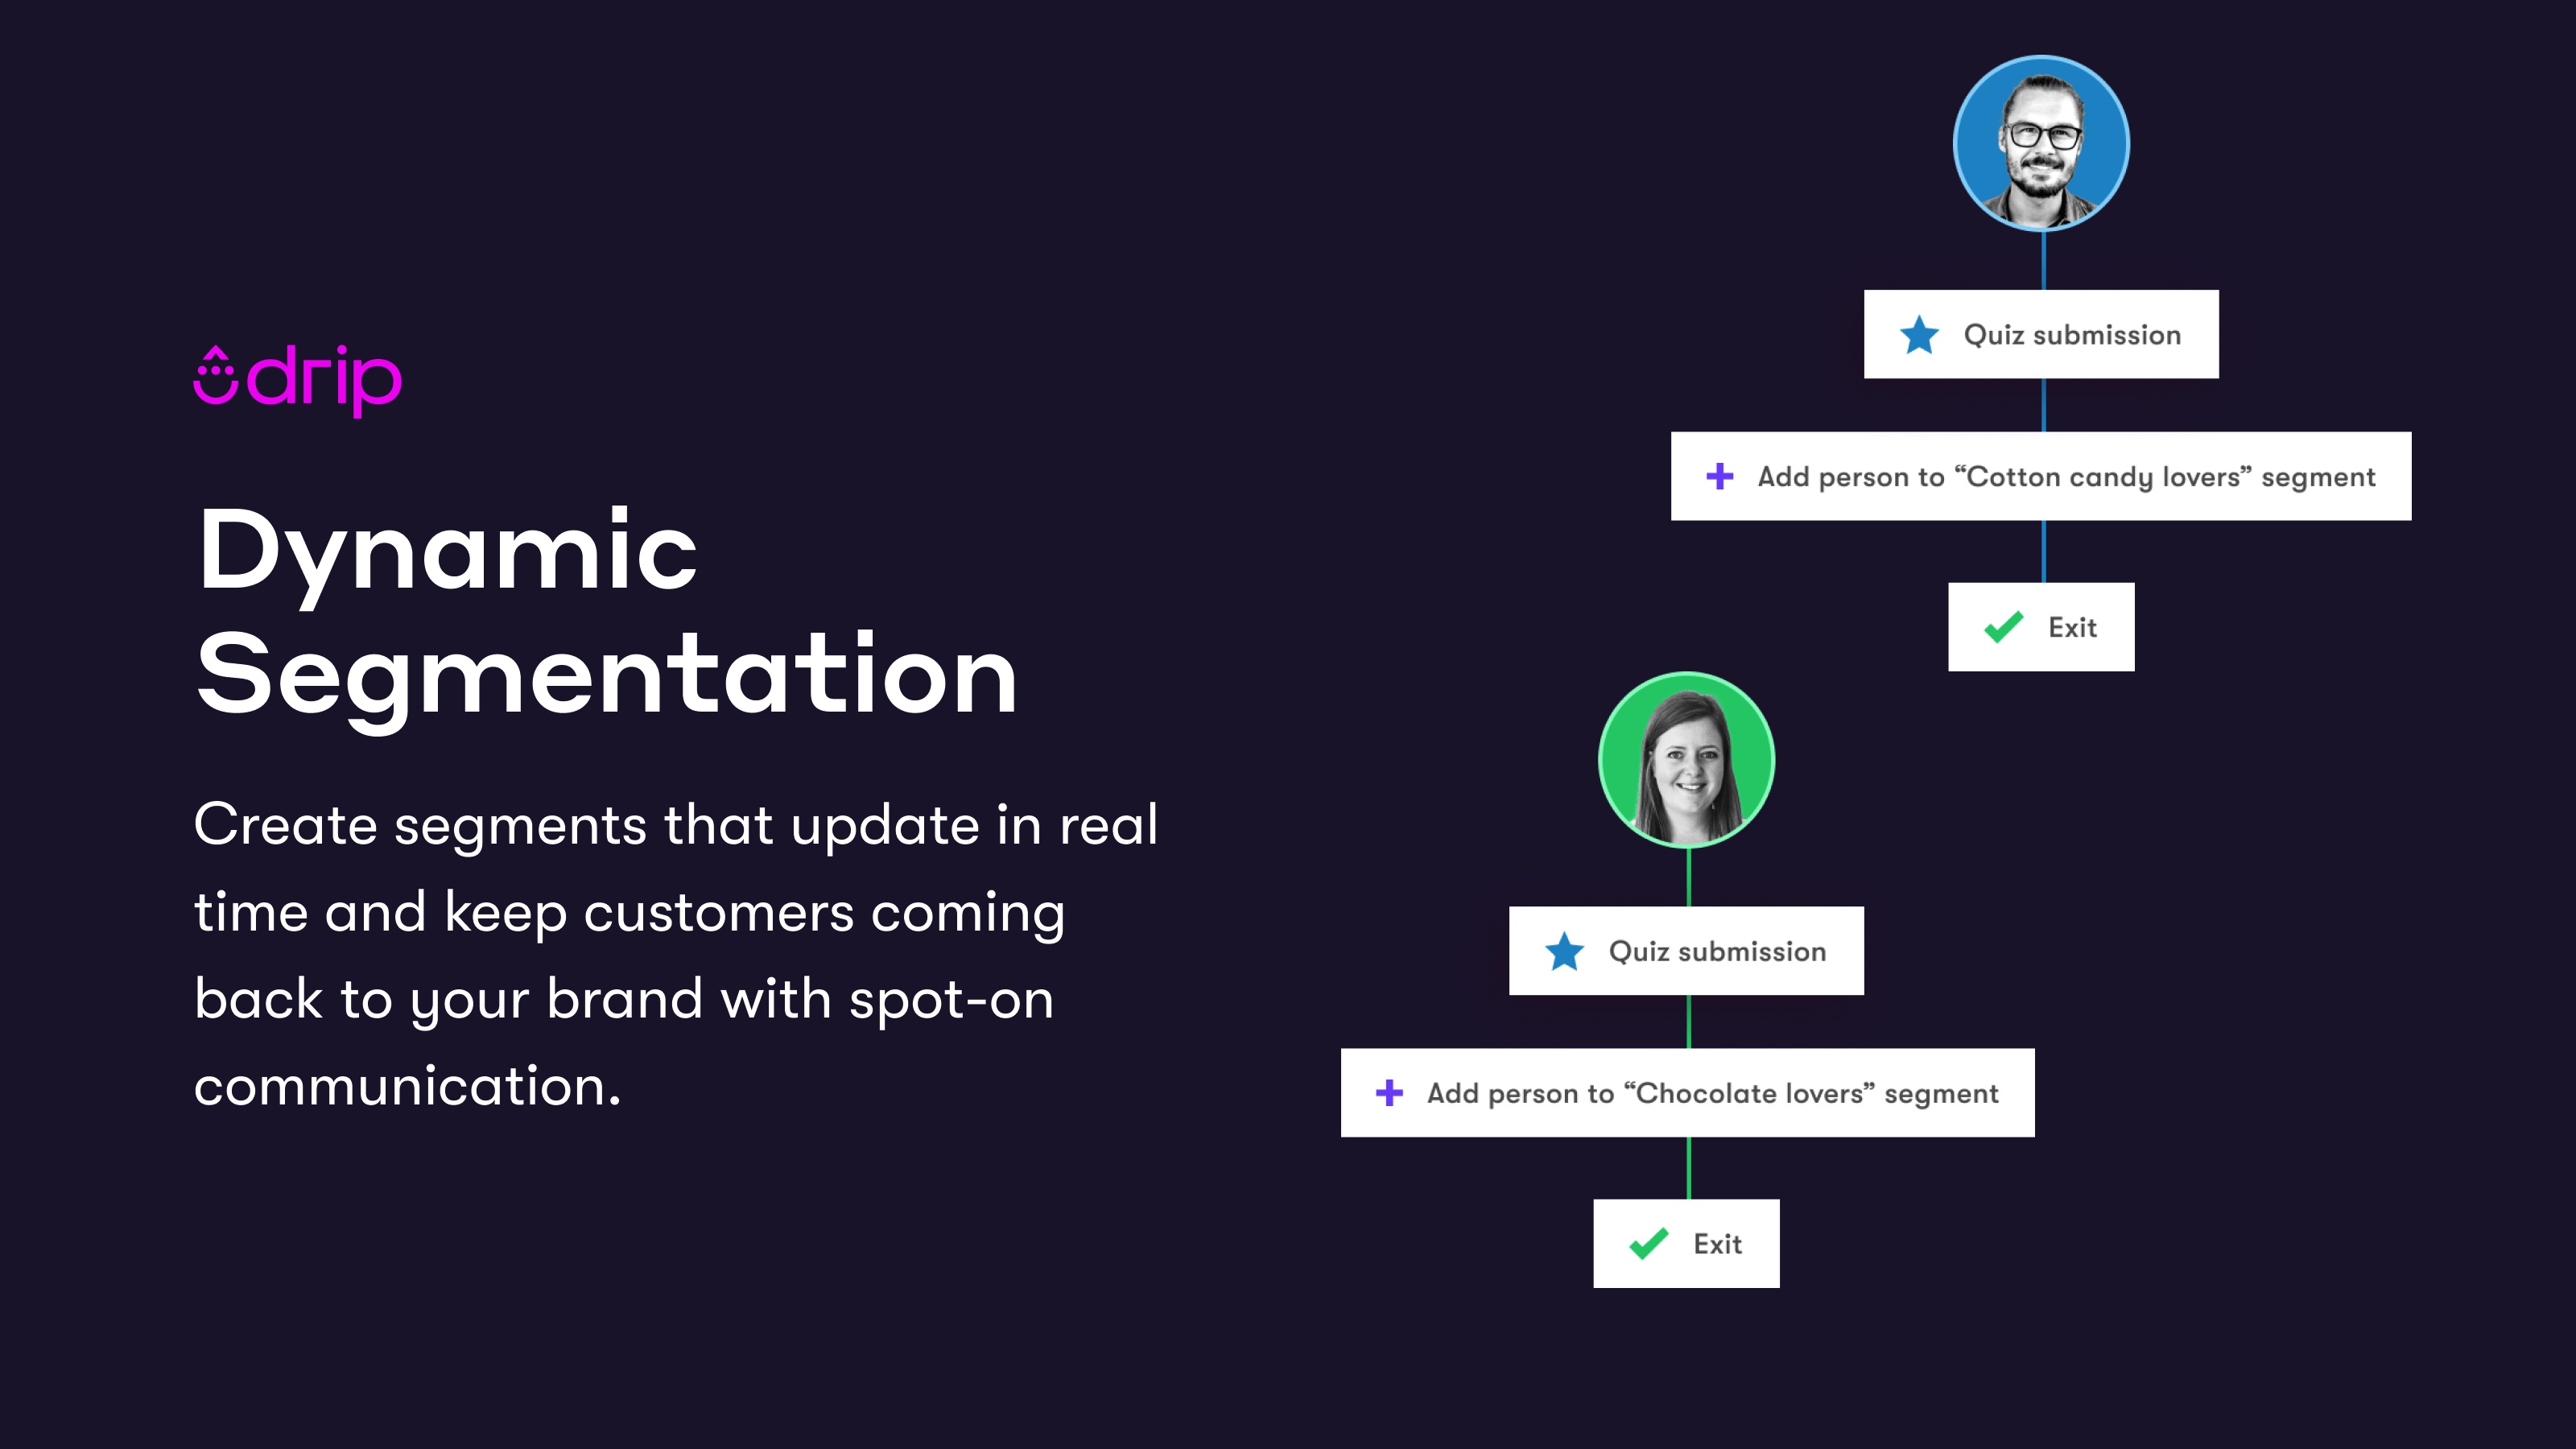 drip
Dynamic
Segmentation
Create segments that update in real
time and keep customers coming
back to your brand with spot-on
communication.
Quiz submission
Add person to “Cotton candy lovers” segment
Exit
Quiz submission
Add person to “Chocolate lovers” segment
Exit